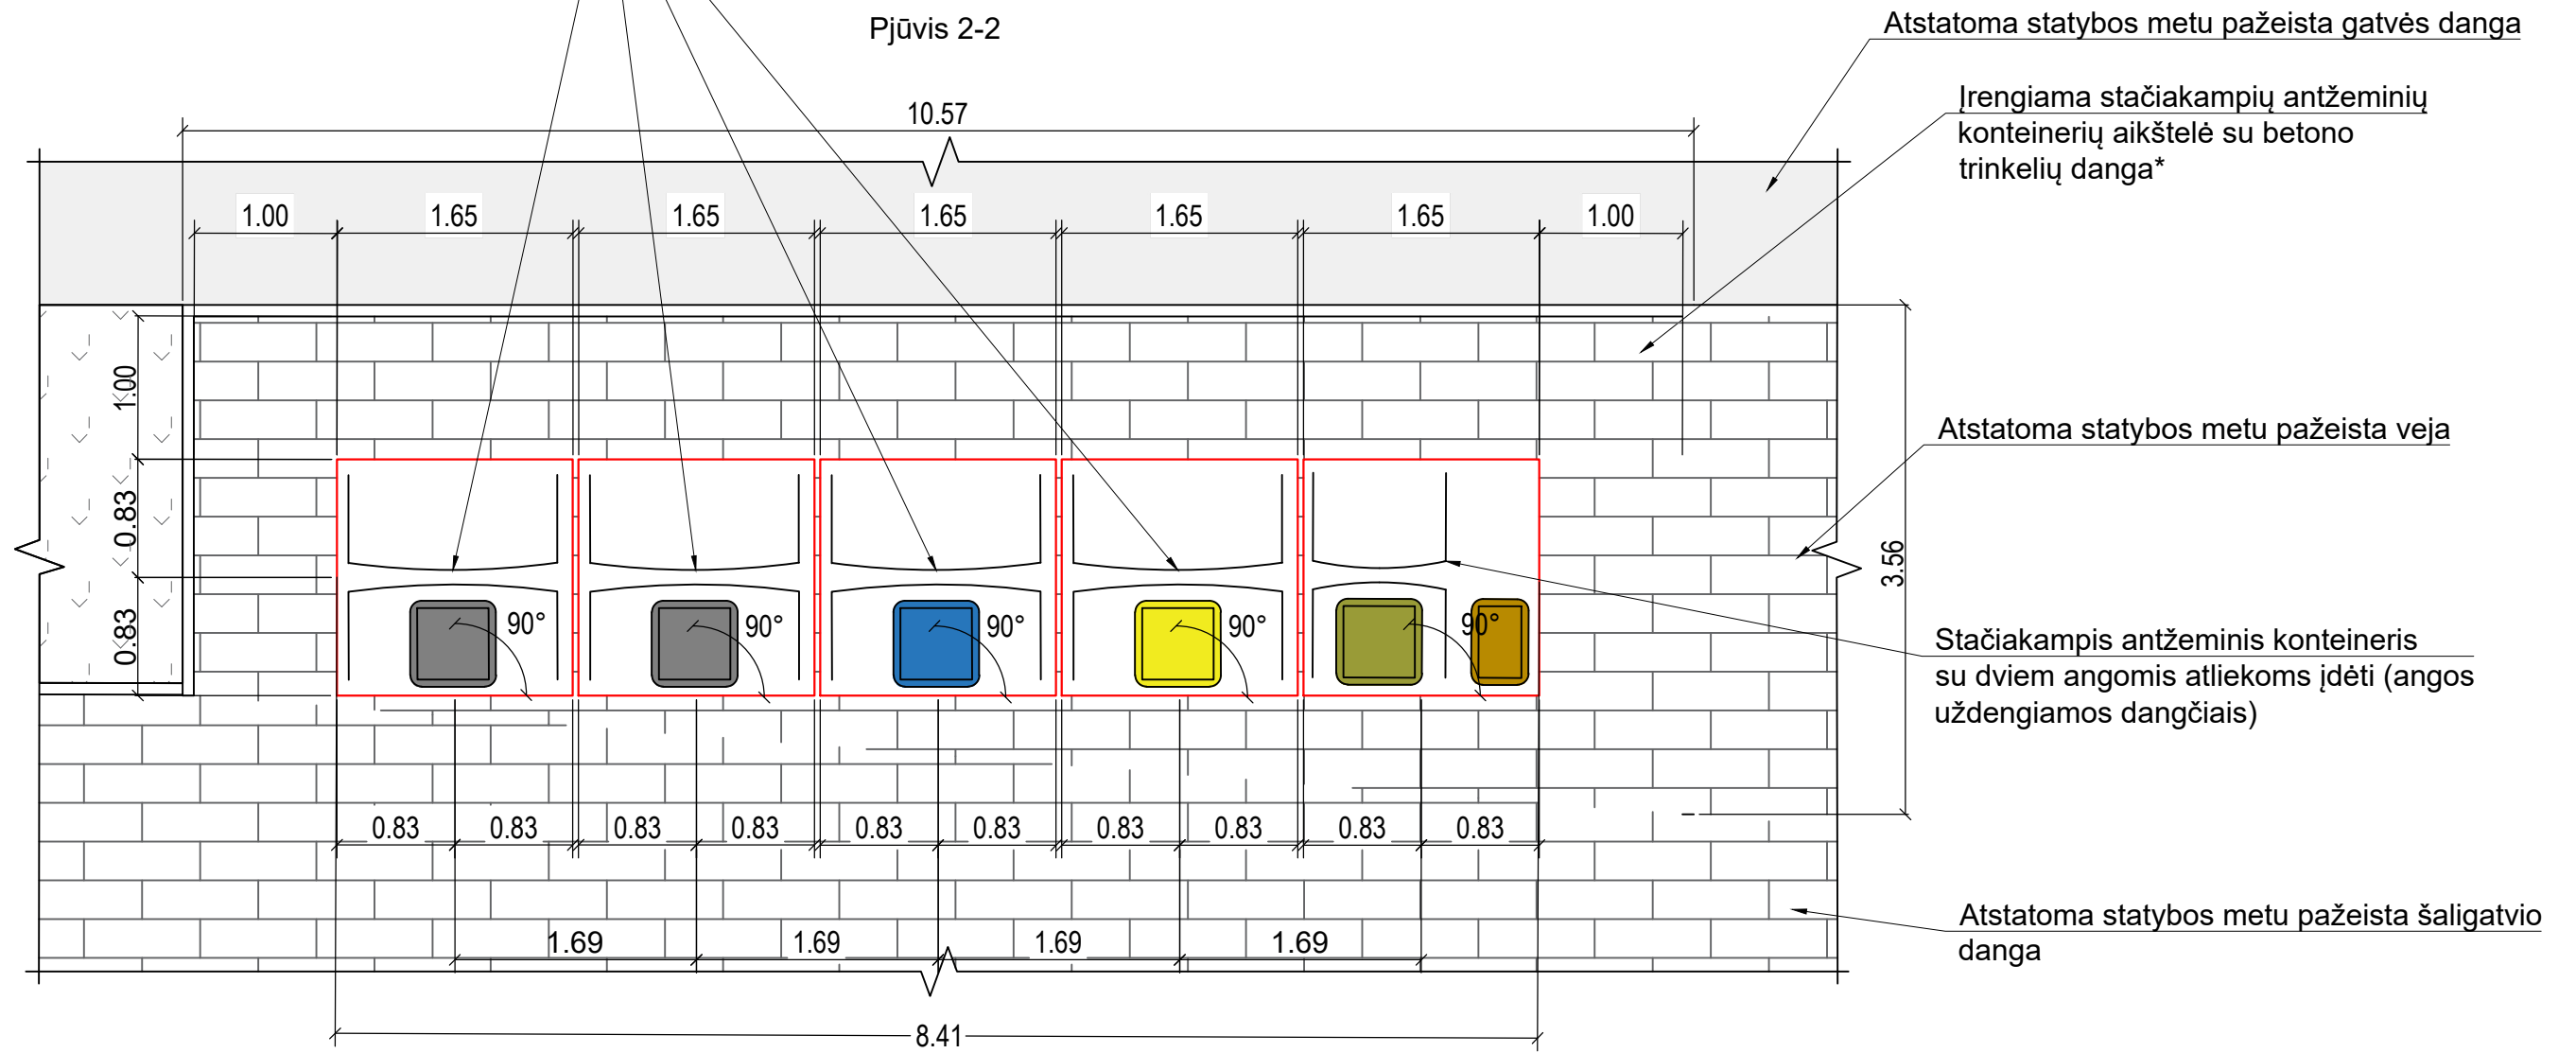 Pjūvis 2-2
Atstatoma statybos metu pažeista gatvės danga
Įrengiama stačiakampių antžeminių
konteinerių aikštelė su betono
trinkelių danga*
10.57
1.00 1.65 1.65 1.65 1.65 1.65 1.00
1.00
0.83
0.83
Atstatoma statybos metu pažeista veja
3.56
90° 90° 90° 90° 90°
Stačiakampis antžeminis konteineris
su dviem angomis atliekoms įdėti (angos
uždengiamos dangčiais)
0.83 0.83 0.83 0.83 0.83 0.83 0.83 0.83 0.83 0.83
Atstatoma statybos metu pažeista šaligatvio
danga
1.69 1.69 1.69 1.69
8.41